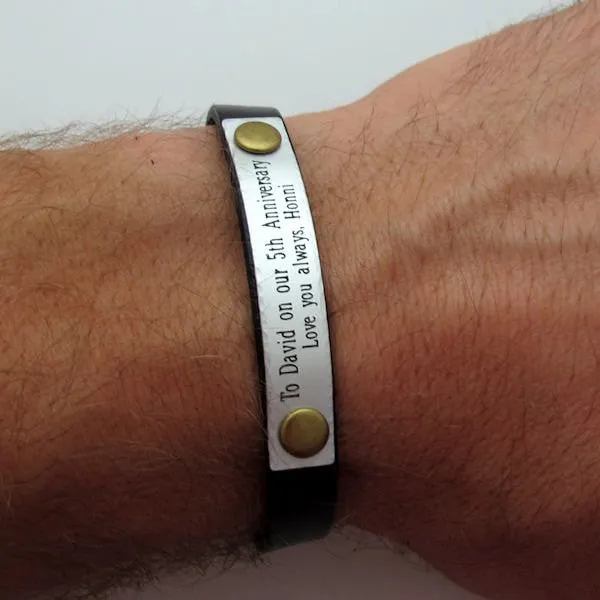 To David on our 5th Anniversary
Love you always, Honni